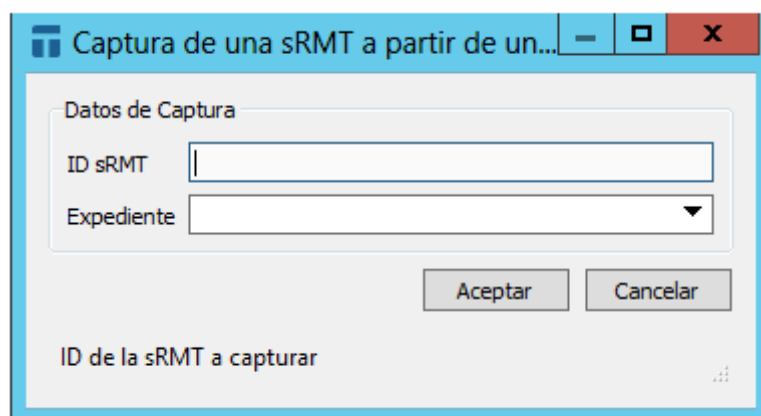 Captura de una sRMT a partir de un...
Datos de Captura
ID sRMT
Expediente
Aceptar Cancelar
ID de la sRMT a capturar